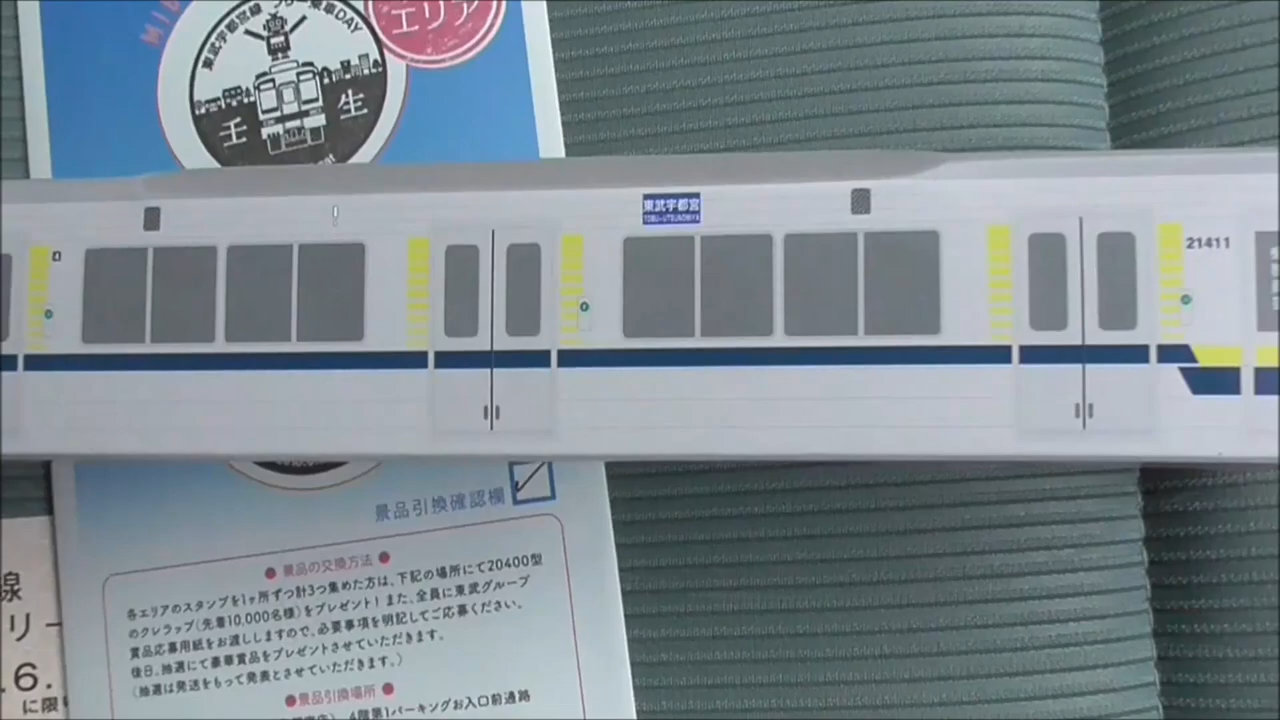 エリア
東武宇都宮線 フリー乗車DAY
壬 生
東武宇都宮
TOBU-UTSUNOMIYA
21411
景品引換確認欄
●景品の交換方法●
各エリアのスタンプを1ヶ所ずつ計3つ集めた方は、下記の場所にて20400型
のクレラップ(先着10,000名様)をプレゼント!また、全員に東武グループ
賞品応募用紙をお渡ししますので、必要事項を明記してご応募ください。
後日、抽選にて豪華賞品をプレゼントさせていただきます。
(抽選は発送をもって発表とさせていただきます。)
●景品引換場所●
4階第1パーキングお入口前通路
線
リー
.6.
に限